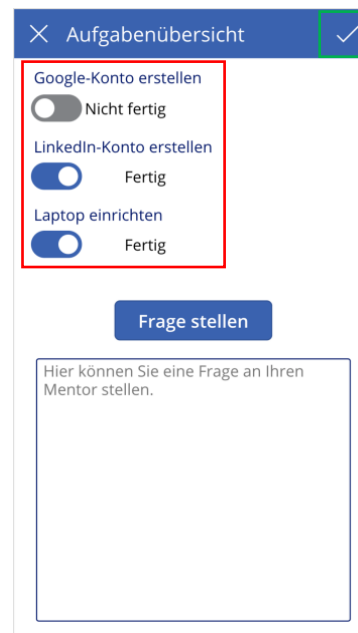 Aufgabenübersicht
Google-Konto erstellen
Nicht fertig
LinkedIn-Konto erstellen
Fertig
Laptop einrichten
Fertig
Frage stellen
Hier können Sie eine Frage an Ihren
Mentor stellen.